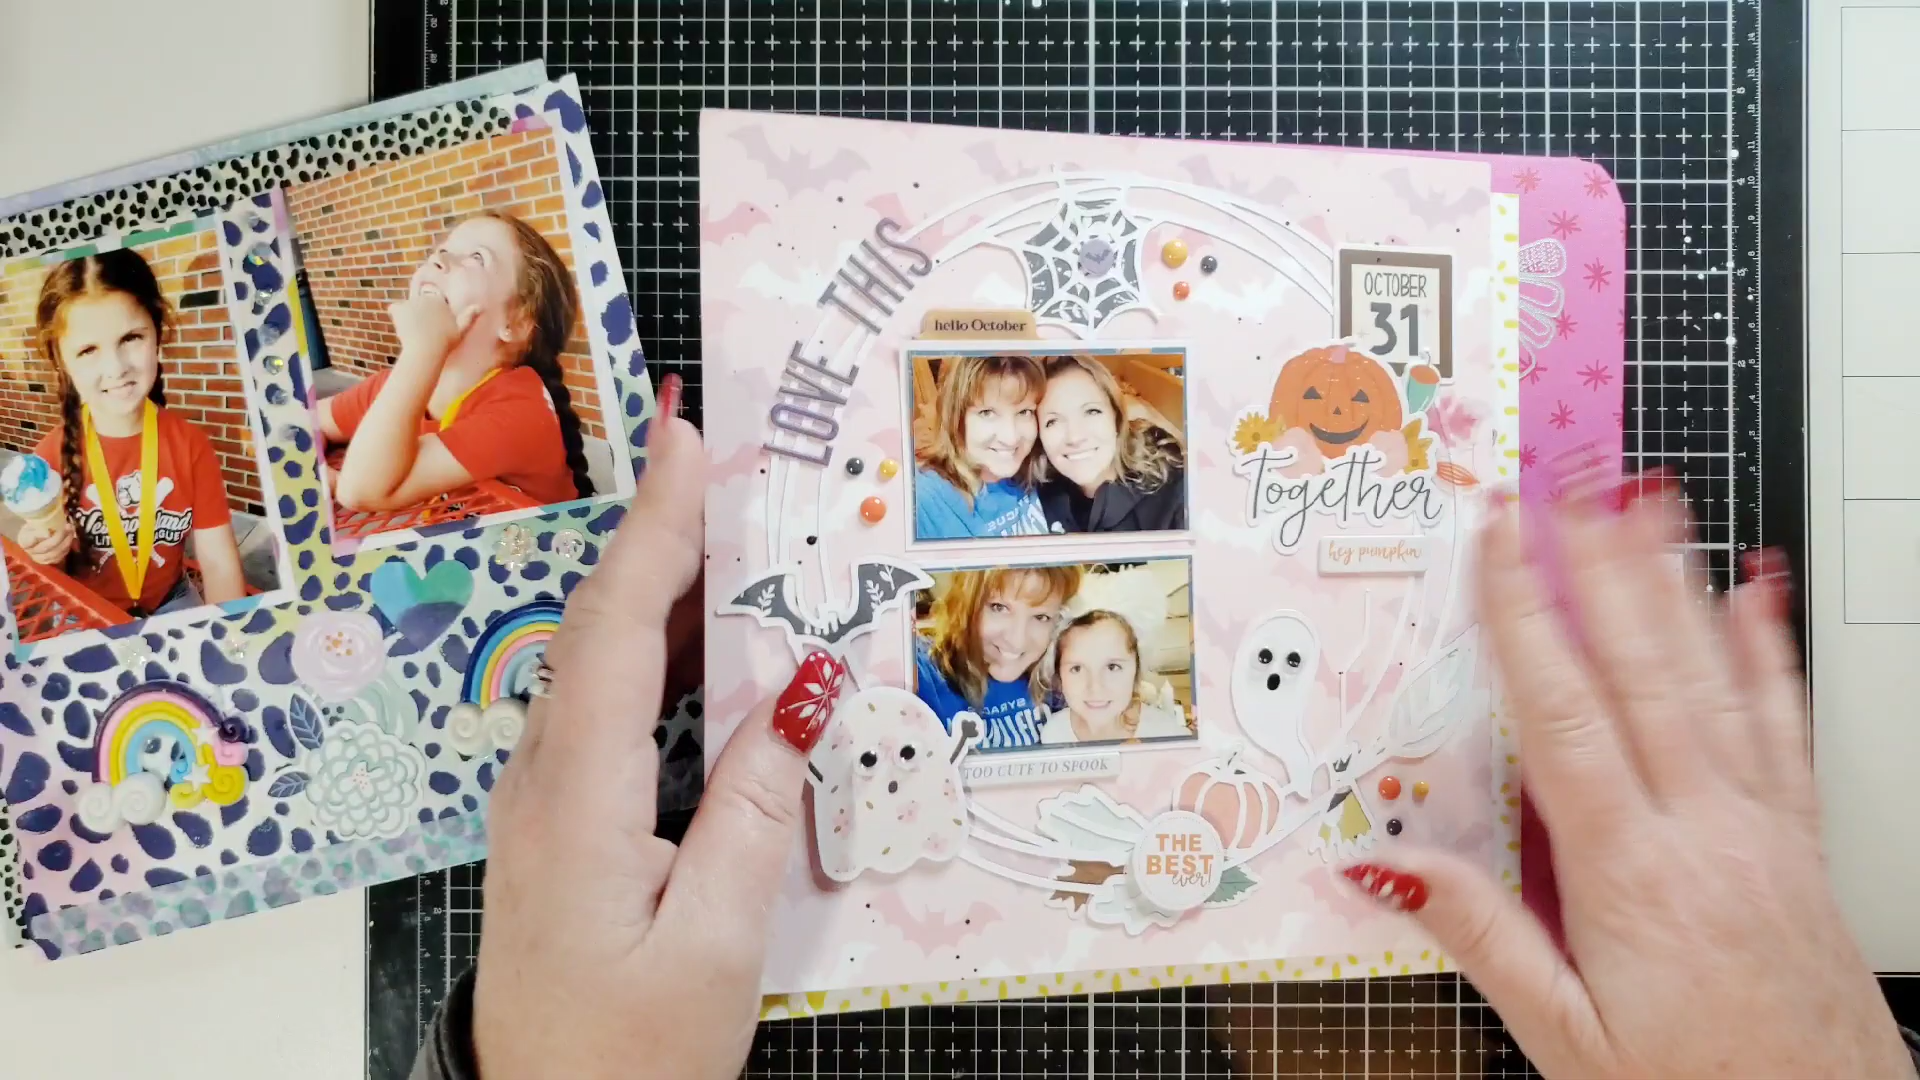 LOVE THIS
hello October
OCTOBER
31
Together
hey pumpkin
TOO CUTE TO SPOOK
THE
BEST
ever!